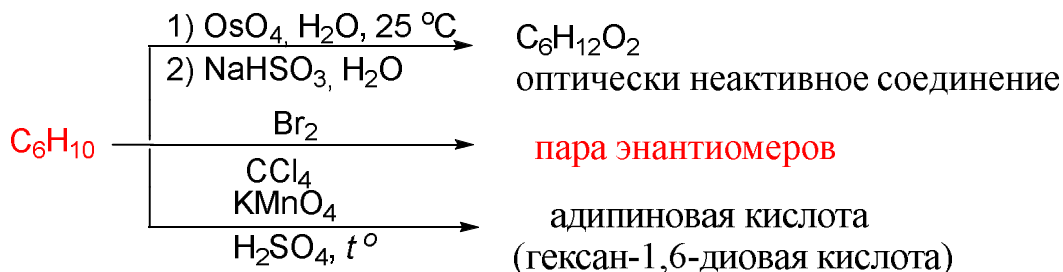 1) OsO₄, H₂O, 25 °C
2) NaHSO₃, H₂O
C₆H₁₂O₂
оптически неактивное соединение
C₆H₁₀
Br₂
CCl₄
пара энантиомеров
KMnO₄
H₂SO₄, t°
адипиновая кислота
(гексан-1,6-диовая кислота)